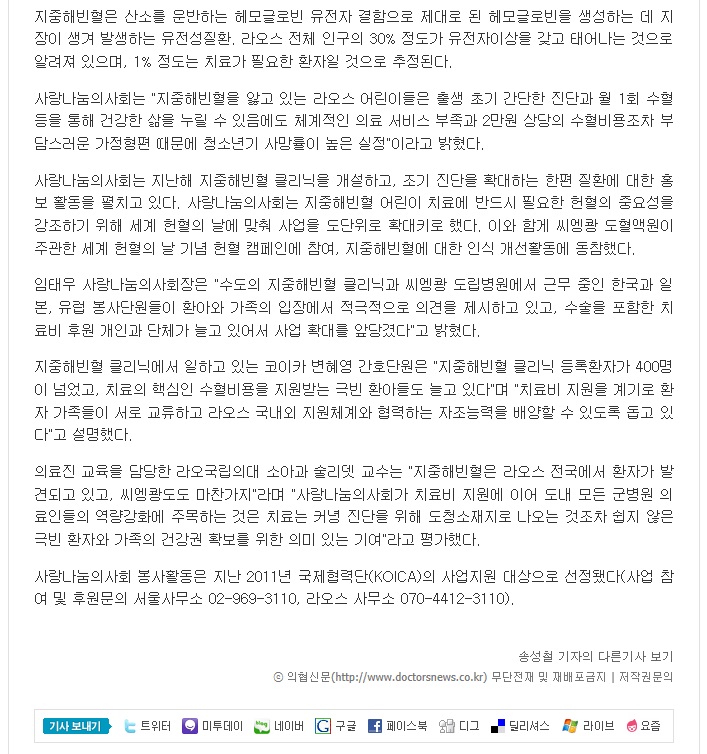 지중해빈혈은 산소를 운반하는 헤모글로빈 유전자 결함으로 제대로 된 헤모글로빈을 생성하는 데 지
장이 생겨 발생하는 유전성질환. 라오스 전체 인구의 30% 정도가 유전자이상을 갖고 태어나는 것으로
알려져 있으며, 1% 정도는 치료가 필요한 환자일 것으로 추정된다.
사랑나눔의사회는 "지중해빈혈을 앓고 있는 라오스 어린이들은 출생 초기 간단한 진단과 월 1회 수혈
등을 통해 건강한 삶을 누릴 수 있음에도 체계적인 의료 서비스 부족과 2만원 상당의 수혈비용조차 부
담스러운 가정형편 때문에 청소년기 사망률이 높은 실정"이라고 밝혔다.
사랑나눔의사회는 지난해 지중해빈혈 클리닉을 개설하고, 조기 진단을 확대하는 한편 질환에 대한 홍
보 활동을 펼치고 있다. 사랑나눔의사회는 지중해빈혈 어린이 치료에 반드시 필요한 헌혈의 중요성을
강조하기 위해 세계 헌혈의 날에 맞춰 사업을 도단위로 확대키로 했다. 이와 함께 씨엥쾅 도혈액원이
주관한 세계 헌혈의 날 기념 헌혈 캠페인에 참여, 지중해빈혈에 대한 인식 개선활동에 동참했다.
임태우 사랑나눔의사회장은 "수도의 지중해빈혈 클리닉과 씨엥쾅 도립병원에서 근무 중인 한국과 일
본, 유럽 봉사단원들이 환아와 가족의 입장에서 적극적으로 의견을 제시하고 있고, 수술을 포함한 치
료비 후원 개인과 단체가 늘고 있어서 사업 확대를 앞당겼다"고 밝혔다.
지중해빈혈 클리닉에서 일하고 있는 코이카 변혜영 간호단원은 "지중해빈혈 클리닉 등록환자가 400명
이 넘었고, 치료의 핵심인 수혈비용을 지원받는 극빈 환아들도 늘고 있다"며 "치료비 지원을 계기로 환
자 가족들이 서로 교류하고 라오스 국내외 지원체계와 협력하는 자조능력을 배양할 수 있도록 돕고 있
다"고 설명했다.
의료진 교육을 담당한 라오국립의대 소아과 술리뎃 교수는 "지중해빈혈은 라오스 전국에서 환자가 발
견되고 있고, 씨엥쾅도도 마찬가지"라며 "사랑나눔의사회가 치료비 지원에 이어 도내 모든 군병원 의
료인들의 역량강화에 주목하는 것은 치료는 커녕 진단을 위해 도청소재지로 나오는 것조차 쉽지 않은
극빈 환자와 가족의 건강권 확보를 위한 의미 있는 기여"라고 평가했다.
사랑나눔의사회 봉사활동은 지난 2011년 국제협력단(KOICA)의 사업지원 대상으로 선정됐다(사업 참
여 및 후원문의 서울사무소 02-969-3110, 라오스 사무소 070-4412-3110).
송성철 기자의 다른기사 보기
ⓒ 의협신문(http://www.doctorsnews.co.kr) 무단전재 및 재배포금지 | 저작권문의
기사 보내기 트위터 미투데이 네이버 구글 페이스북 디그 딜리셔스 라이브 요즘